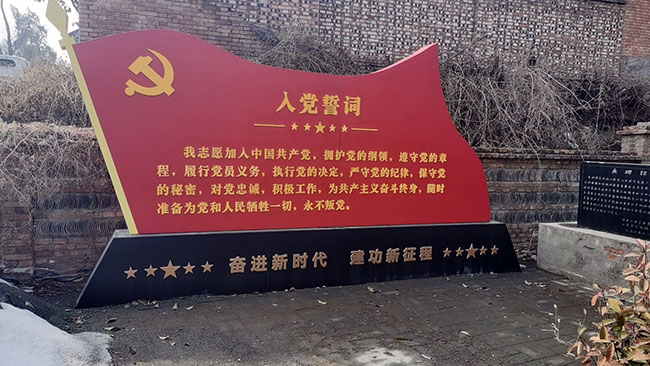 入党誓词
我志愿加入中国共产党，拥护党的纲领，遵守党的章
程，履行党员义务，执行党的决定，严守党的纪律，保守党
的秘密，对党忠诚，积极工作，为共产主义奋斗终身，随时
准备为党和人民牺牲一切，永不叛党。
奋进新时代 建功新征程